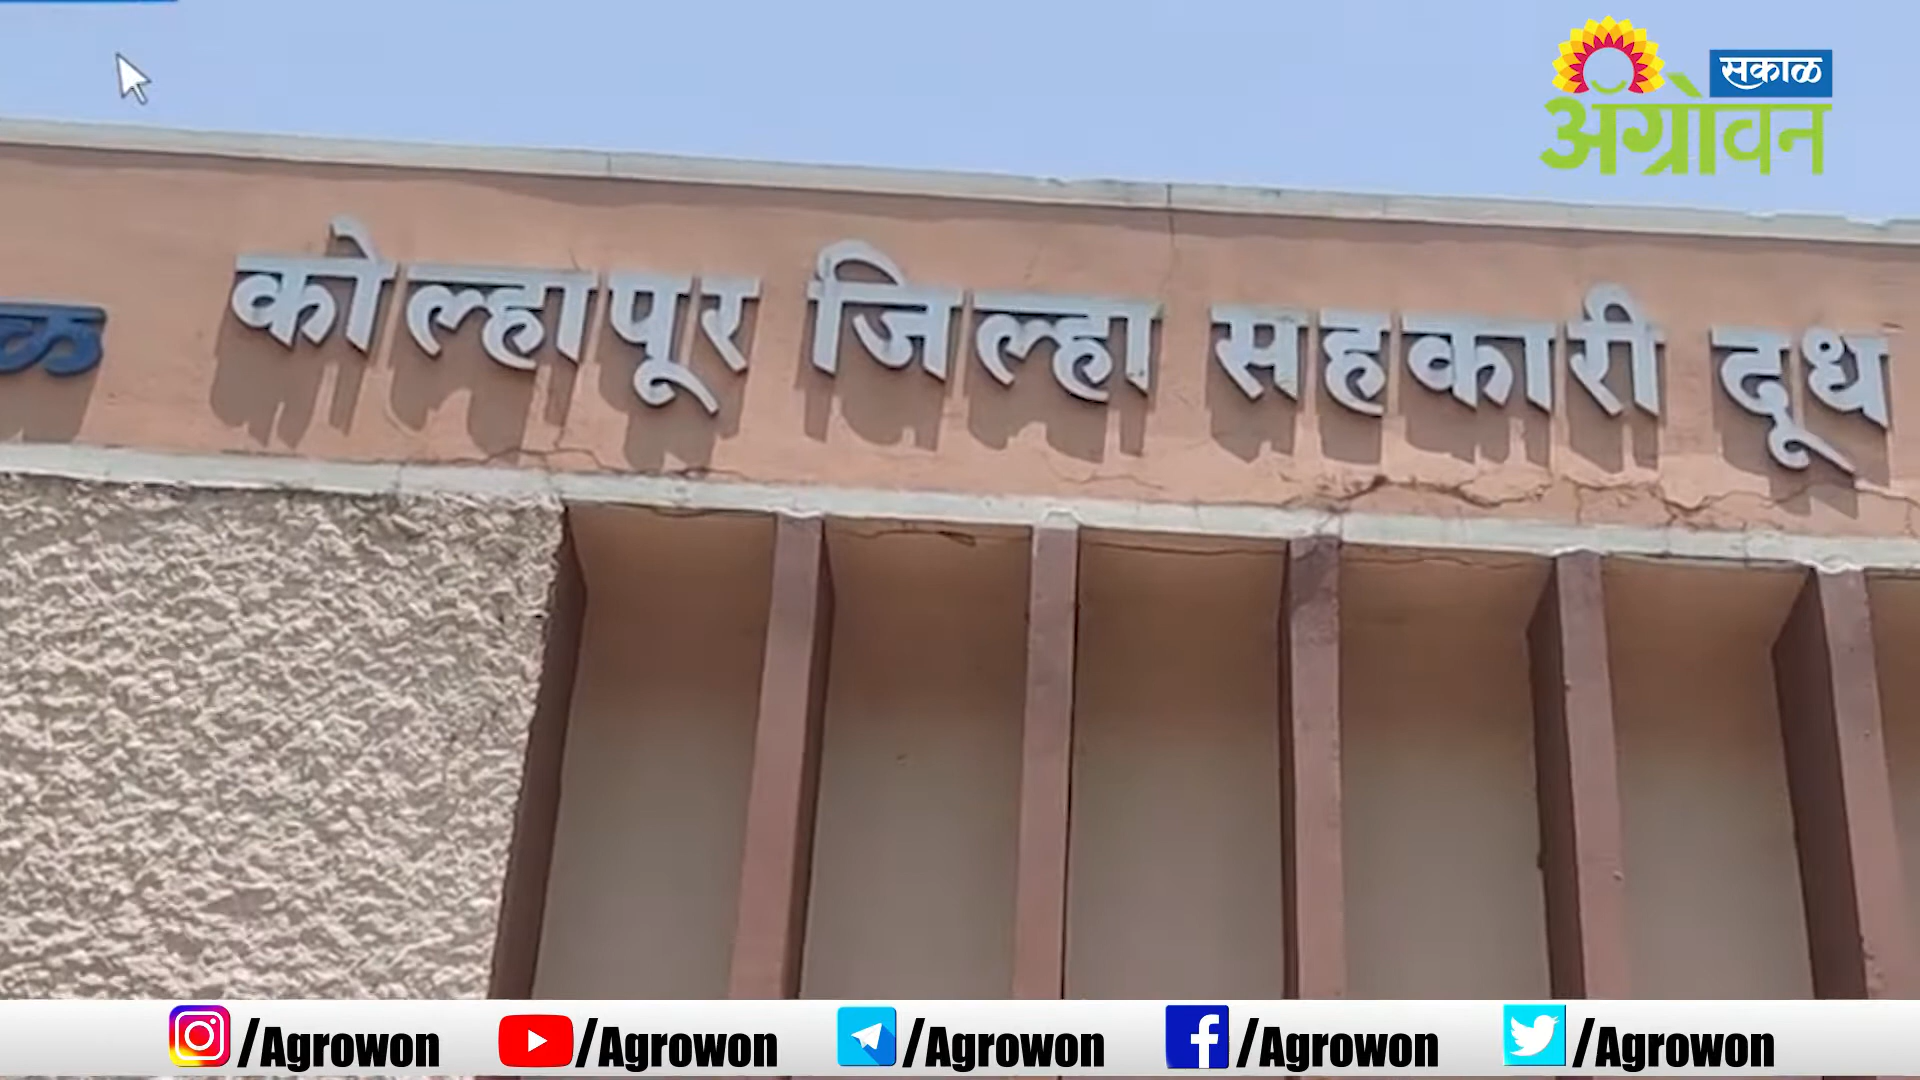 सकाळ
अॅग्रोवन
कोल्हापूर जिल्हा सहकारी दूध
/Agrowon /Agrowon /Agrowon /Agrowon /Agrowon